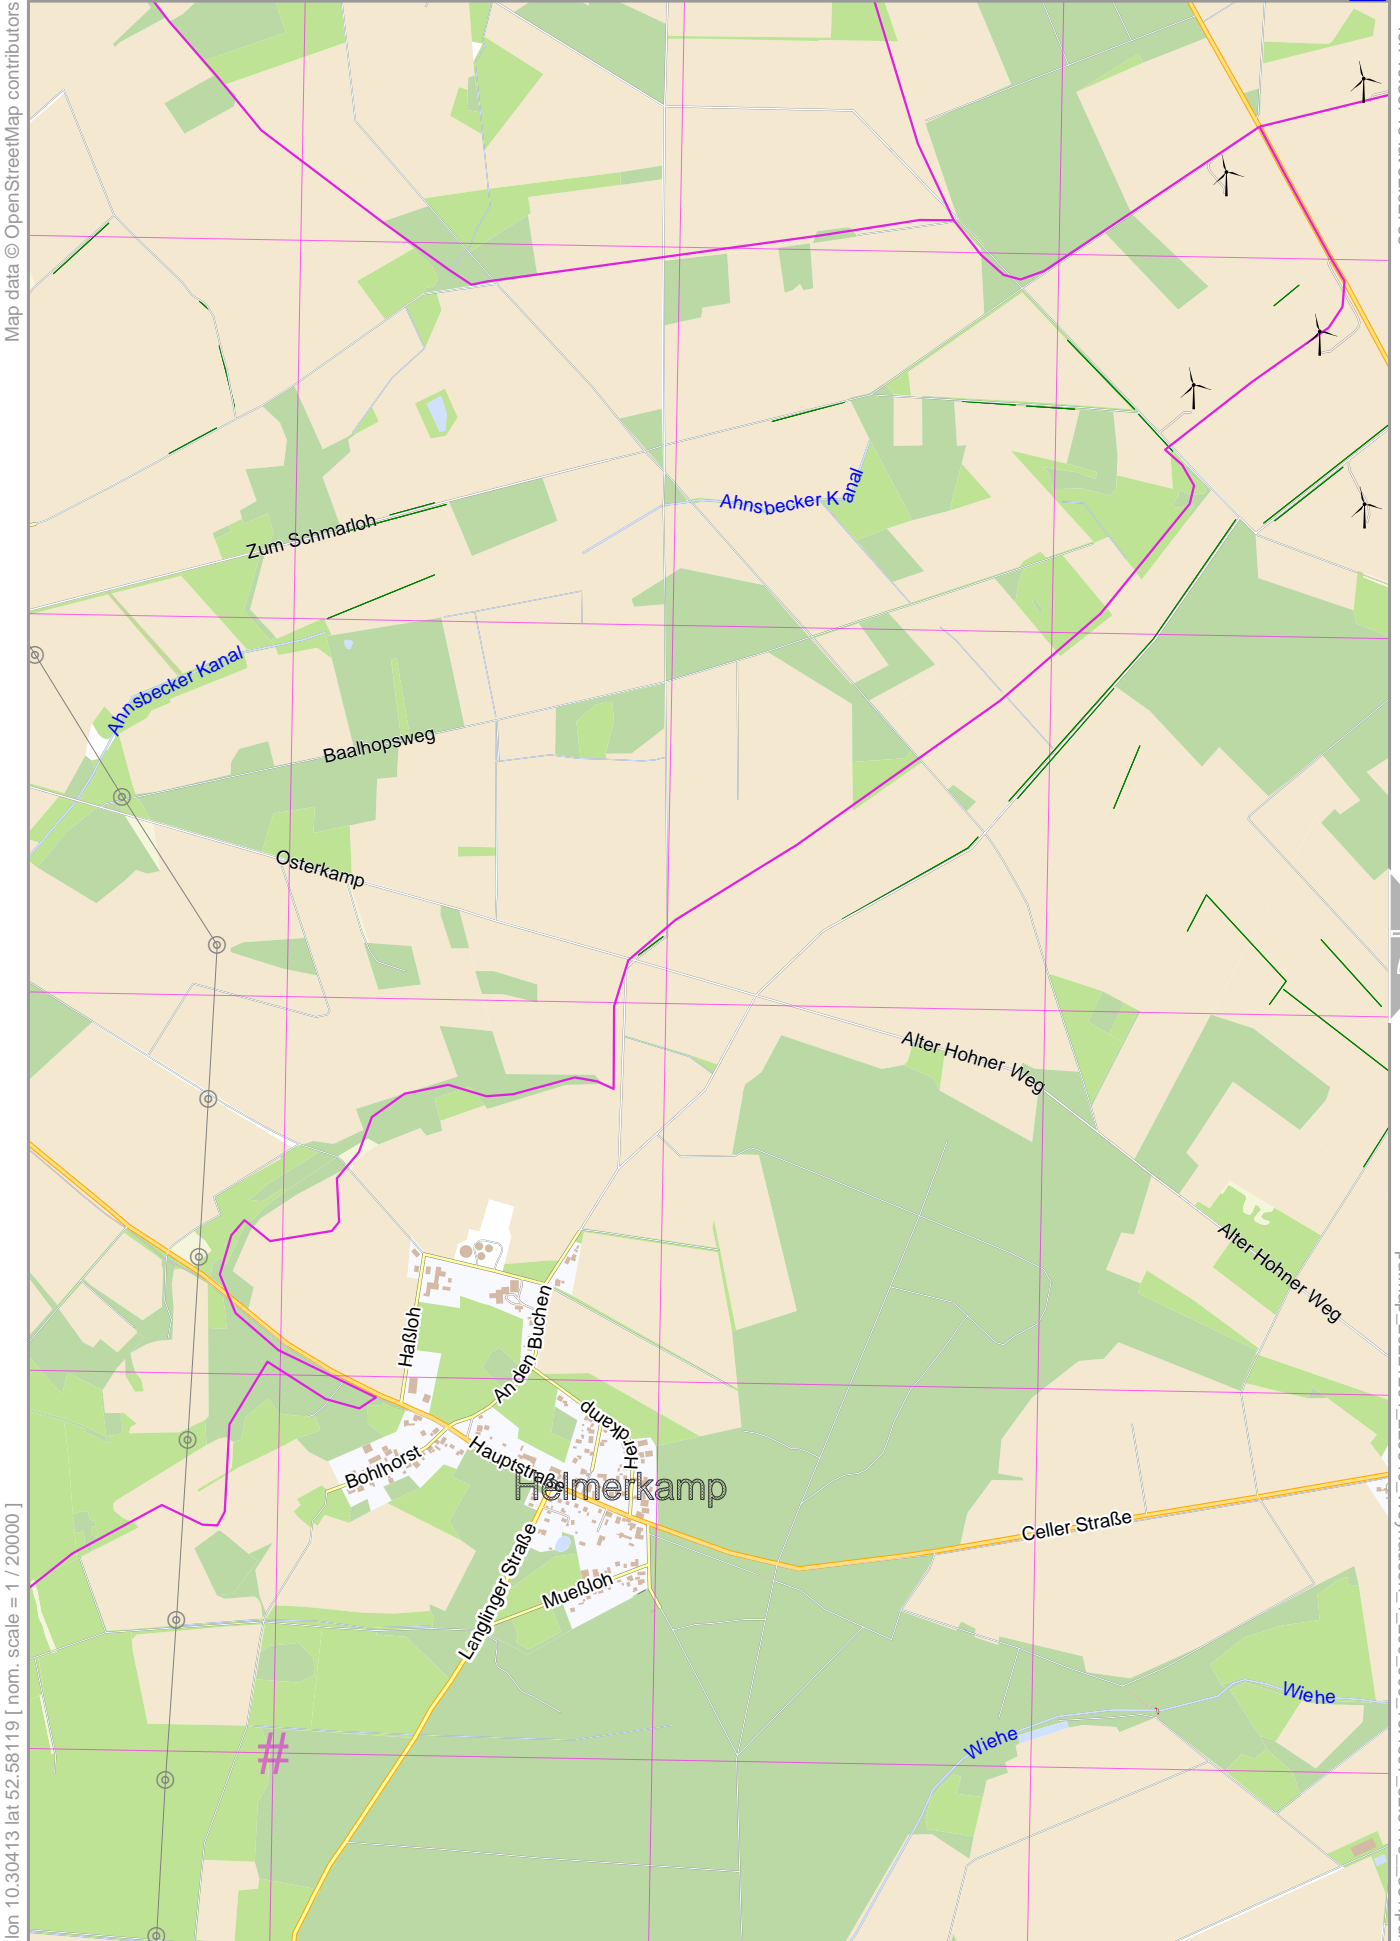 Map data © OpenStreetMap contributors
Ahnsbecker Kanal
Zum Schmarloh
Ahnsbecker Kanal
Baalhopsweg
Osterkamp
Alter Hohner Weg
Alter Hohner Weg
Haßloh
An den Buchen
Herdkamp
Hauptstraße
Bohlhorst
Helmerkamp
Celler Straße
Langlinger Straße
Mueßloh
Wiehe
Wiehe
#
lon 10.30413 lat 52.58119 [ nom. scale = 1 / 20000 ]